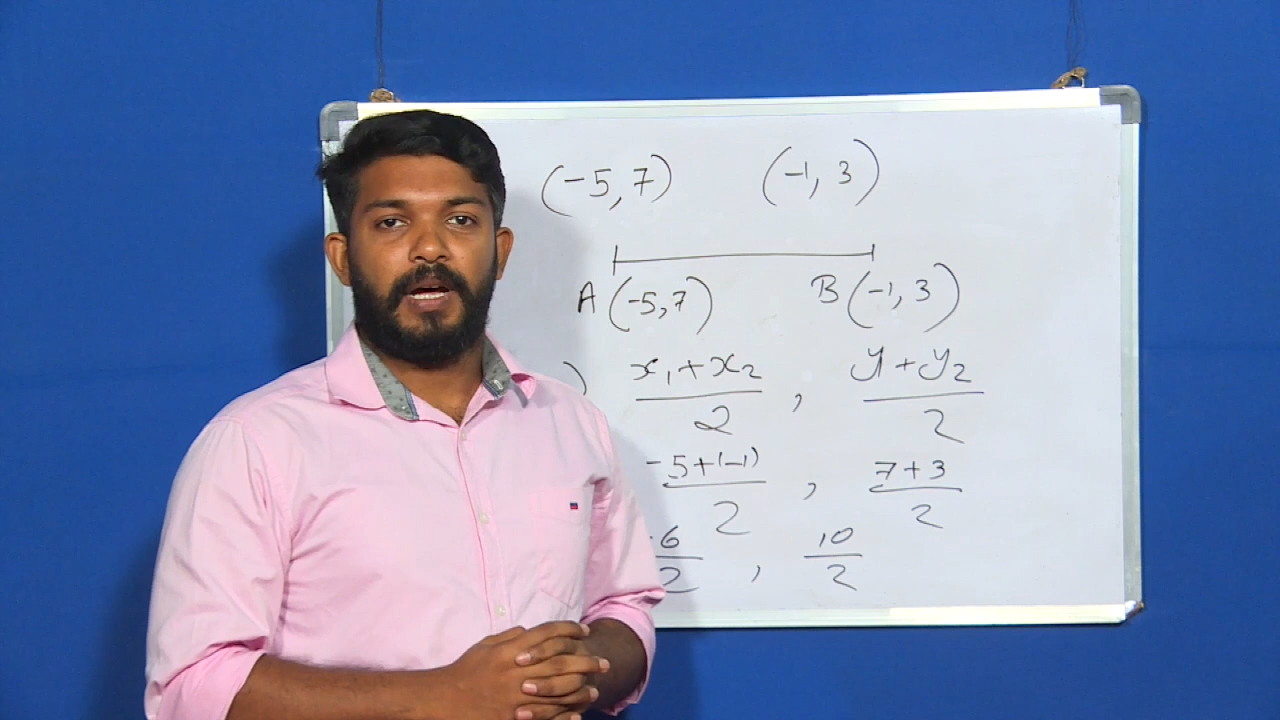 (-5, 7) (-1, 3)
A (-5, 7) B (-1, 3)
) x₁+x₂/2 , y1+y₂/2
-5+(-1)/2 , 7+3/2
-6/2 , 10/2